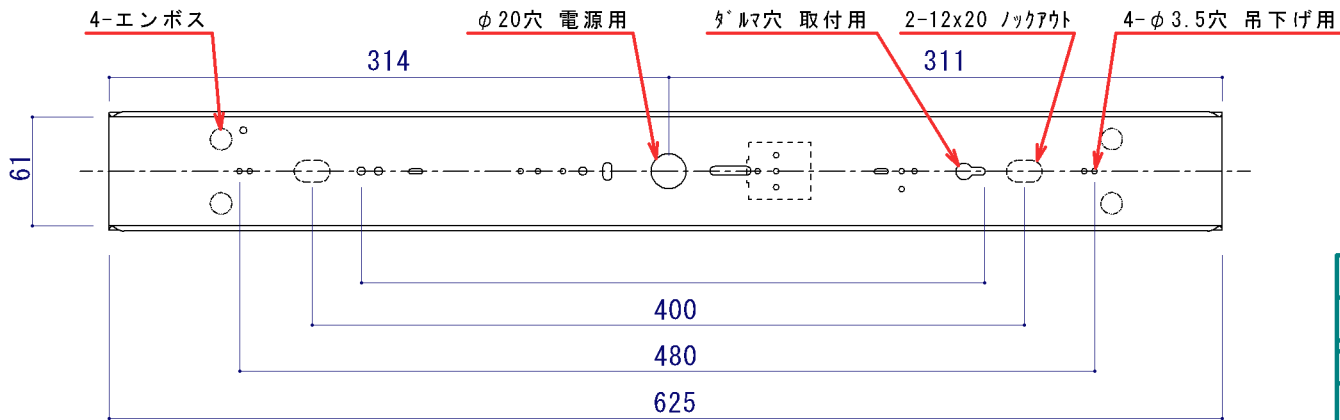 4-エンボス
φ20穴 電源用
ﾀﾞﾙﾏ穴 取付用
2-12x20 ﾉｯｸｱｳﾄ
4-φ3.5穴 吊下げ用
314
311
61
400
480
625